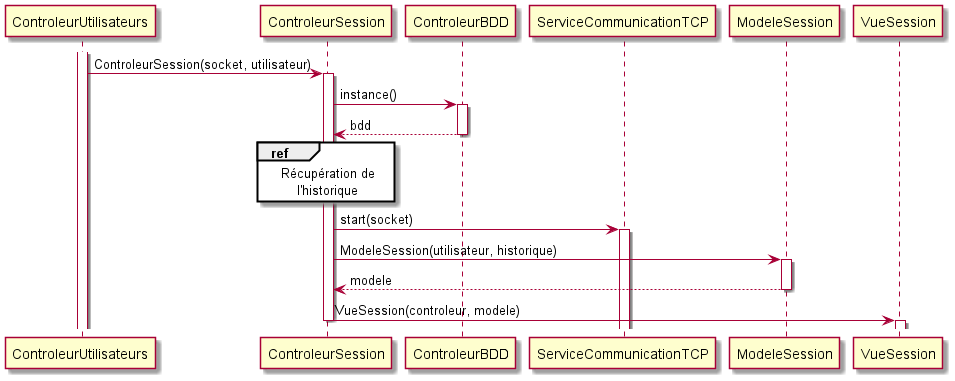 ControleurUtilisateurs
ControleurSession
ControleurBDD
ServiceCommunicationTCP
ModeleSession
VueSession
ControleurSession(socket, utilisateur)
instance()
bdd
ref
Récupération de
l'historique
start(socket)
ModeleSession(utilisateur, historique)
modele
VueSession(controleur, modele)
ControleurUtilisateurs
ControleurSession
ControleurBDD
ServiceCommunicationTCP
ModeleSession
VueSession